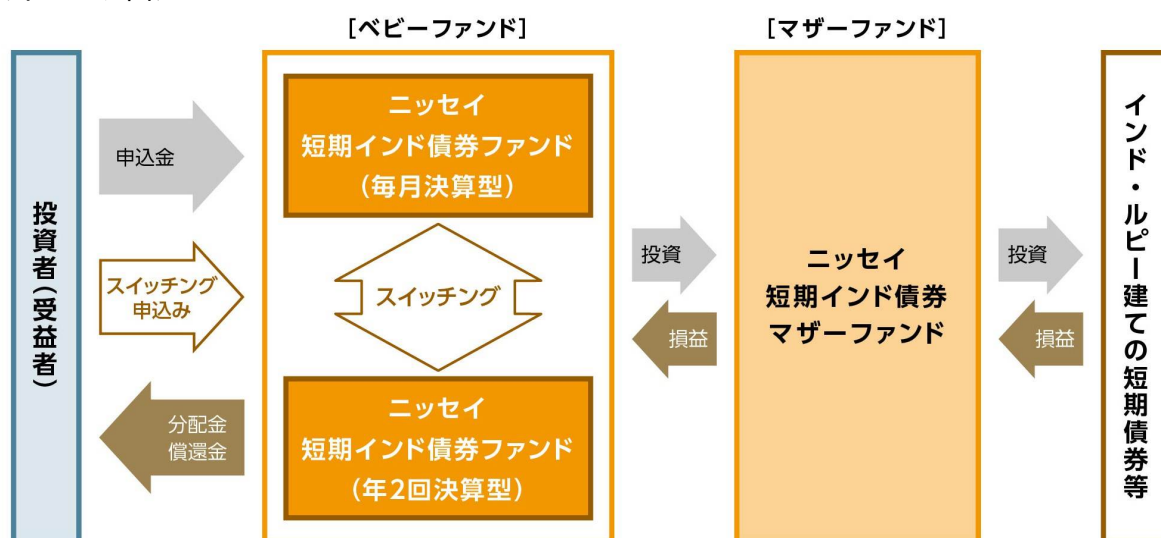 [ベビーファンド]
[マザーファンド]
投資者(受益者)
申込金
スイッチング
申込み
分配金
償還金
ニッセイ
短期インド債券ファンド
(毎月決算型)
スイッチング
ニッセイ
短期インド債券ファンド
(年2回決算型)
投資
損益
ニッセイ
短期インド債券
マザーファンド
投資
損益
インド・ルピー建ての短期債券等